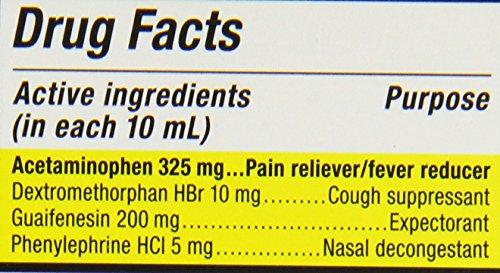 Drug Facts
Active ingredients Purpose
(in each 10 mL)
Acetaminophen 325 mg...Pain reliever/fever reducer
Dextromethorphan HBr 10 mg.........Cough suppressant
Guaifenesin 200 mg................................Expectorant
Phenylephrine HCl 5 mg................Nasal decongestant